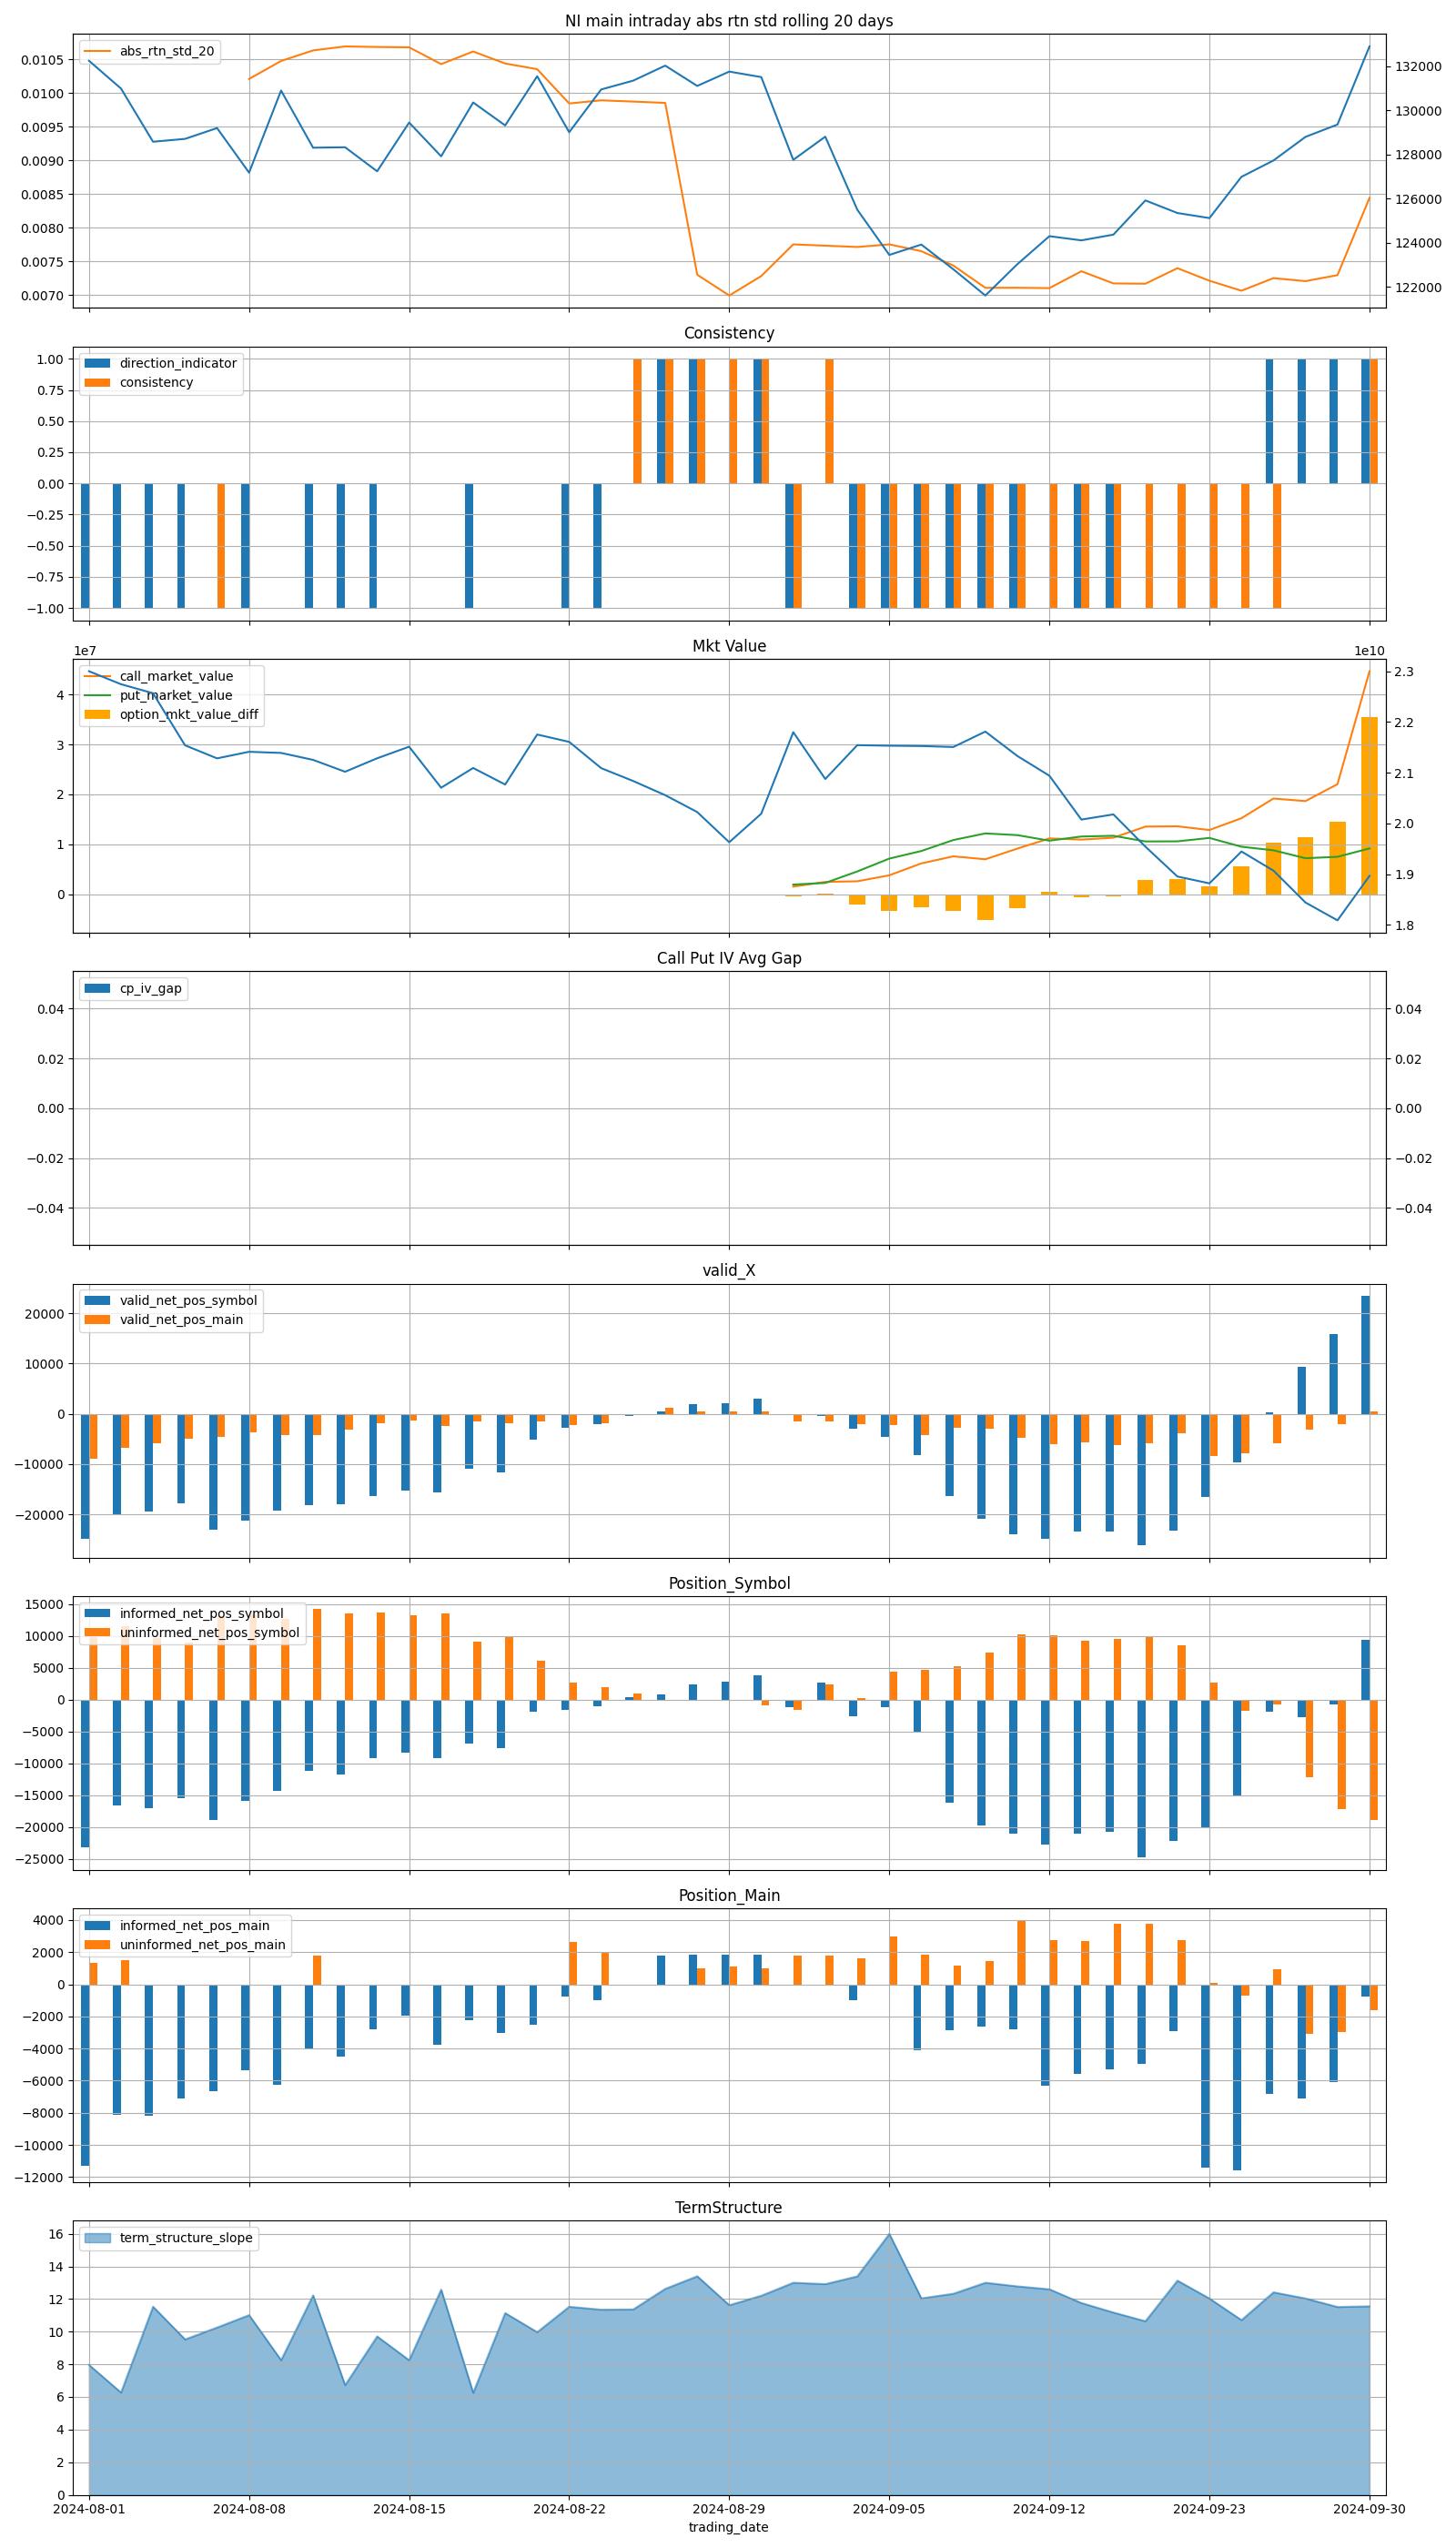 NI main intraday abs rtn std rolling 20 days
abs_rtn_std_20
0.0105
0.0100
0.0095
0.0090
0.0085
0.0080
0.0075
0.0070
132000
130000
128000
126000
124000
122000
Consistency
direction_indicator
consistency
1.00
0.75
0.50
0.25
0.00
−0.25
−0.50
−0.75
−1.00
Mkt Value
1e7
1e10
call_market_value
put_market_value
option_mkt_value_diff
4
3
2
1
0
2.3
2.2
2.1
2.0
1.9
1.8
Call Put IV Avg Gap
cp_iv_gap
0.04
0.02
0.00
−0.02
−0.04
0.04
0.02
0.00
−0.02
−0.04
valid_X
valid_net_pos_symbol
valid_net_pos_main
20000
10000
0
−10000
−20000
Position_Symbol
informed_net_pos_symbol
uninformed_net_pos_symbol
15000
10000
5000
0
−5000
−10000
−15000
−20000
−25000
Position_Main
informed_net_pos_main
uninformed_net_pos_main
4000
2000
0
−2000
−4000
−6000
−8000
−10000
−12000
TermStructure
term_structure_slope
16
14
12
10
8
6
4
2
0
2024-08-01 2024-08-08 2024-08-15 2024-08-22 2024-08-29 2024-09-05 2024-09-12 2024-09-23 2024-09-30
trading_date